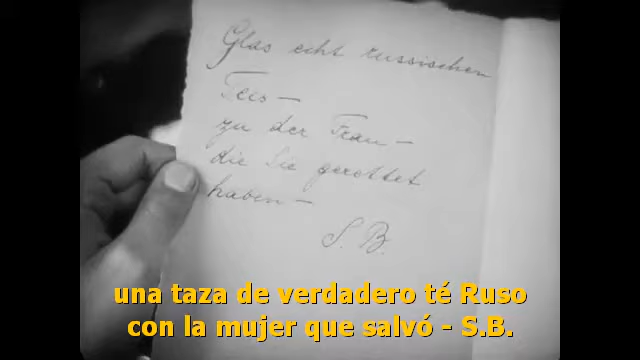 Glas echt russischen
Tees –
zu der Frau –
die Sie gerettet
haben –
S. B.
una taza de verdadero té Ruso
con la mujer que salvó - S.B.